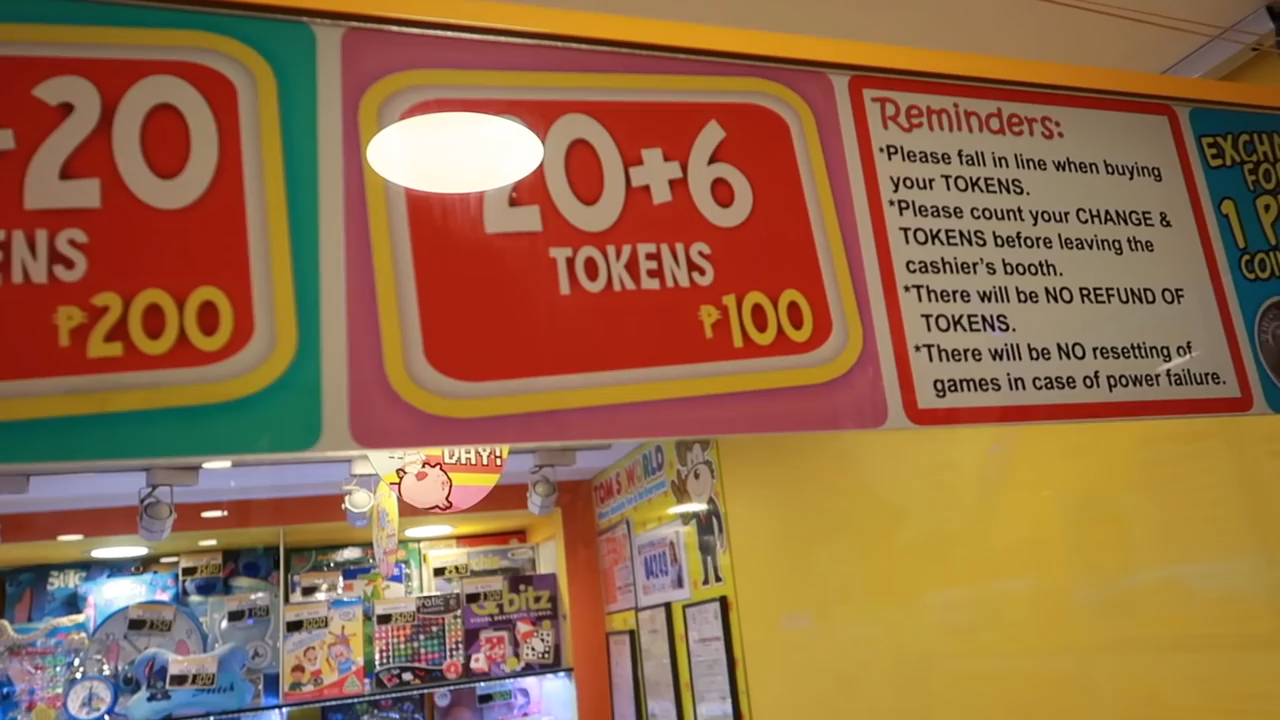 +20
ENS
₱200
20+6
TOKENS
₱100
Reminders:
*Please fall in line when buying
your TOKENS.
*Please count your CHANGE &
TOKENS before leaving the
cashier's booth.
*There will be NO REFUND OF
TOKENS.
*There will be NO resetting of
games in case of power failure.
EXCHA
FO
1 P
COI
DAY!
TOM'S WORLD
Q-bitz
Stitch